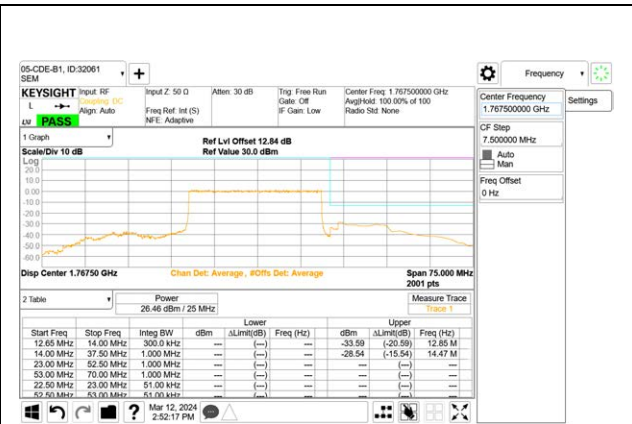 05-CDE-B1, ID:32061
SEM
Frequency
KEYSIGHT Input: RF Input Z: 50 Ω Atten: 30 dB Trig: Free Run Center Freq: 1.767500000 GHz
Coupling: DC Gate: Off Avg|Hold: 100.00% of 100
L Align: Auto Freq Ref: Int (S) IF Gain: Low Radio Std: None
NFE: Adaptive
PASS
Center Frequency
1.767500000 GHz
Settings
CF Step
7.500000 MHz
Auto
Man
Freq Offset
0 Hz
1 Graph
Ref Lvl Offset 12.84 dB
Scale/Div 10 dB Ref Value 30.0 dBm
Log
20.0
10.0
0.00
-10.0
-20.0
-30.0
-40.0
-50.0
-60.0
Disp Center 1.76750 GHz Chan Det: Average , #Offs Det: Average Span 75.000 MHz
2001 pts
2 Table Power Measure Trace
26.46 dBm / 25 MHz Trace 1
Lower Upper
Start Freq Stop Freq Integ BW dBm ΔLimit(dB) Freq (Hz) dBm ΔLimit(dB) Freq (Hz)
12.65 MHz 14.00 MHz 300.0 kHz --- (---) --- -33.59 (-20.59) 12.85 M
14.00 MHz 37.50 MHz 1.000 MHz --- (---) --- -28.54 (-15.54) 14.47 M
23.00 MHz 52.50 MHz 1.000 MHz --- (---) --- --- (---) ---
53.00 MHz 70.00 MHz 1.000 MHz --- (---) --- --- (---) ---
22.50 MHz 23.00 MHz 51.00 kHz --- (---) --- --- (---) ---
52.50 MHz 53.00 MHz 51.00 kHz --- (---) --- --- (---) ---
Mar 12, 2024
2:52:17 PM